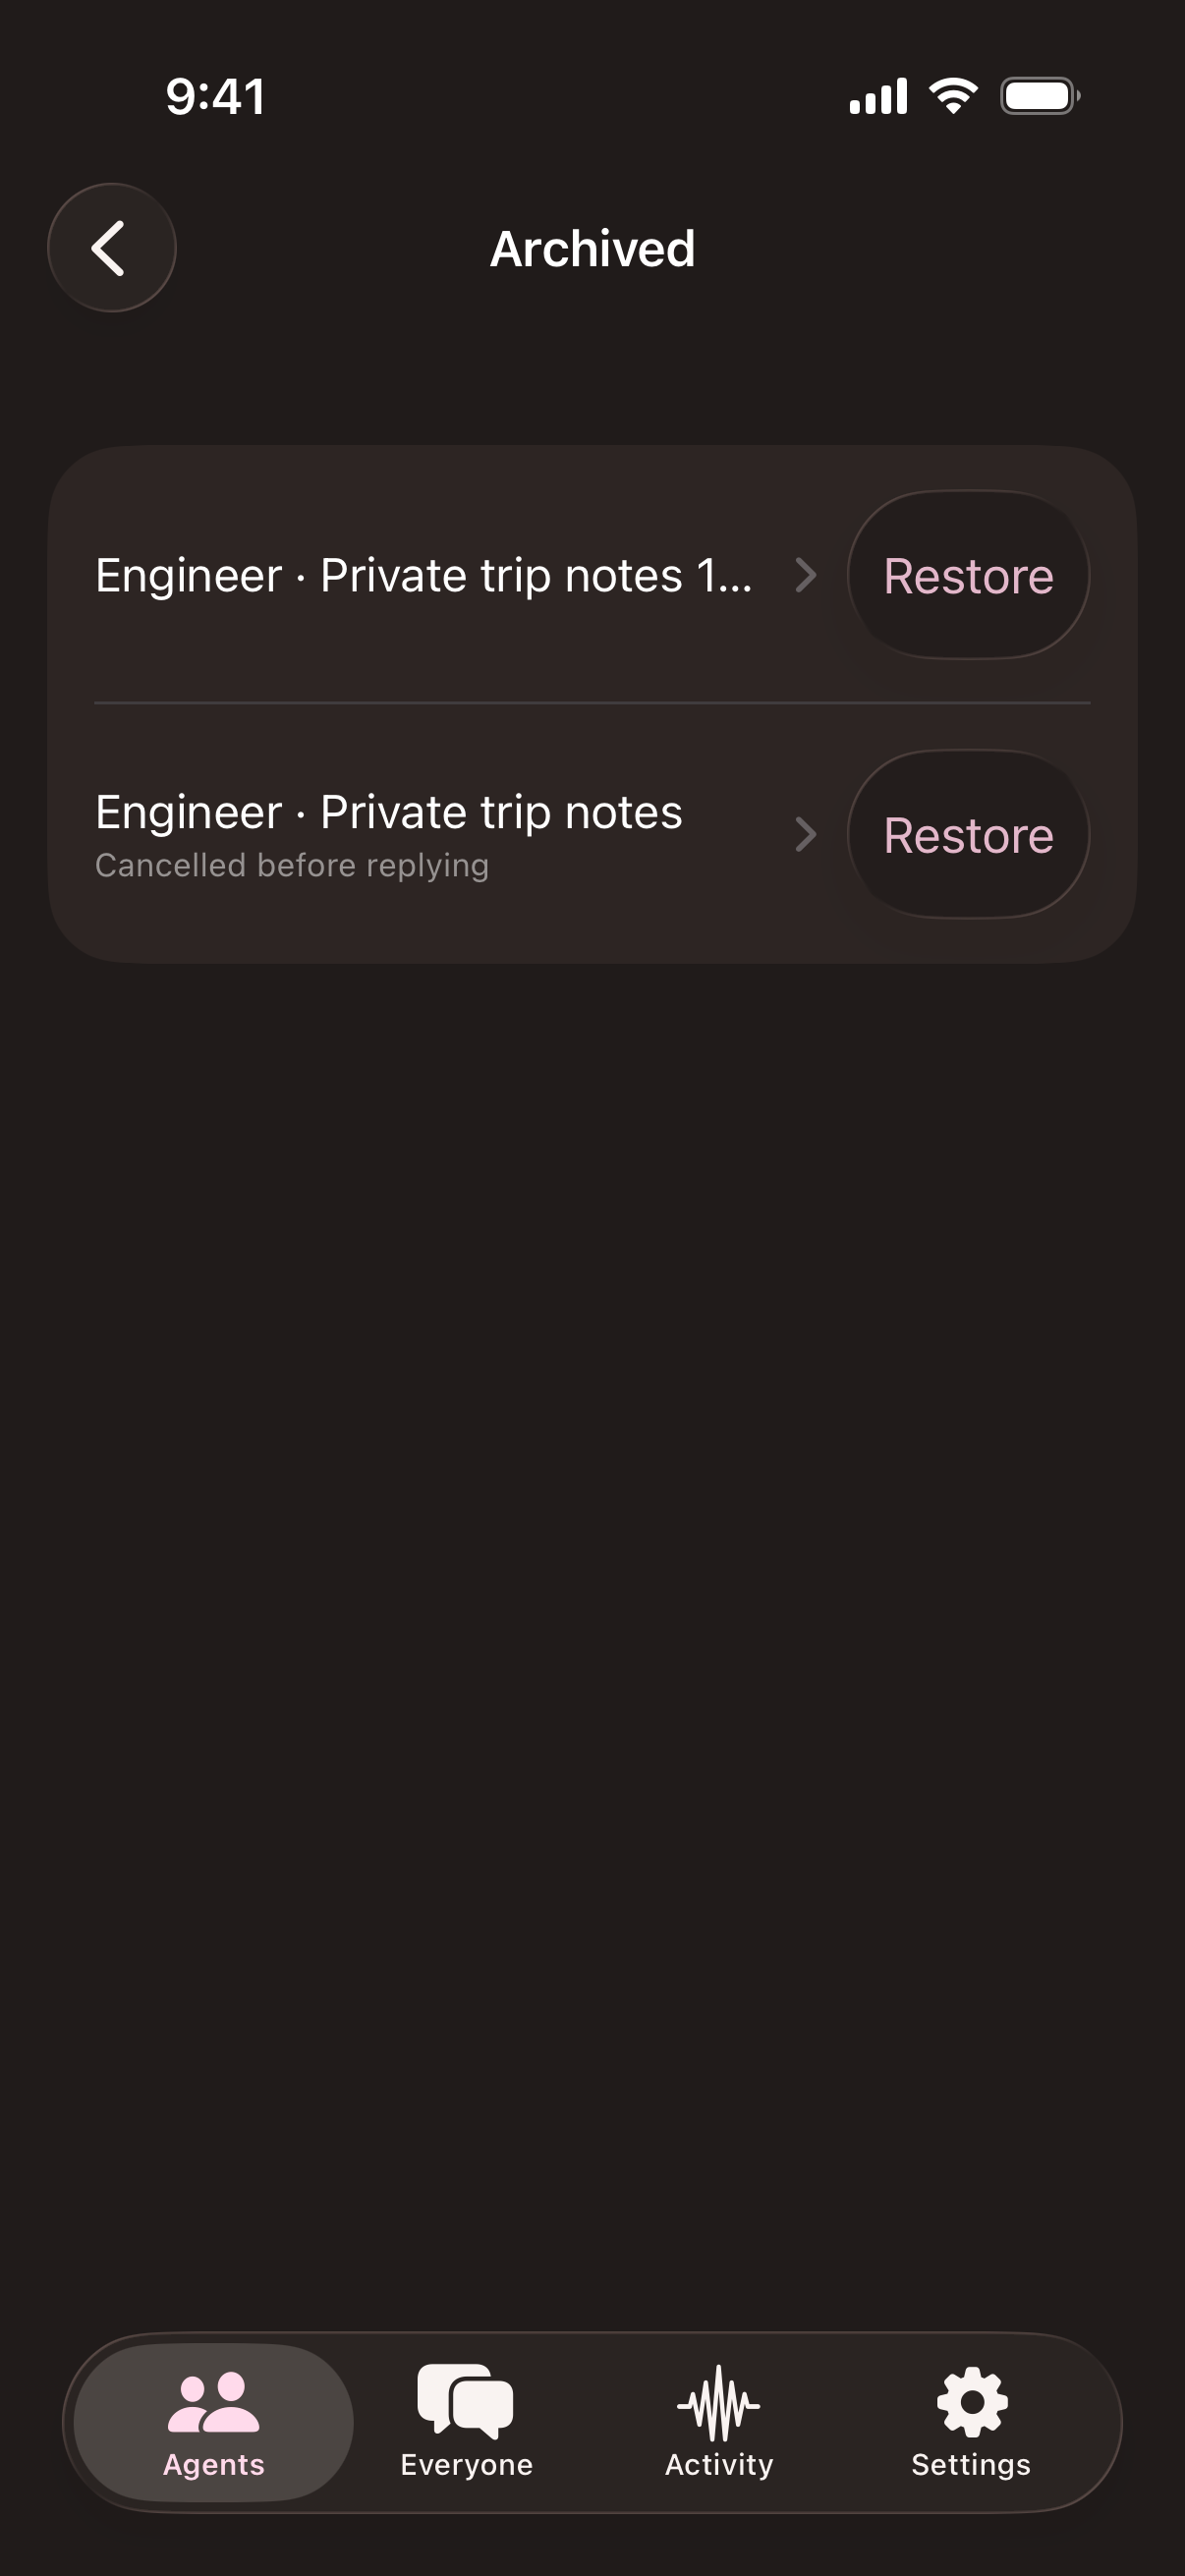 9:41
Archived
Engineer · Private trip notes 1...
Restore
Engineer · Private trip notes
Cancelled before replying
Restore
Agents
Everyone
Activity
Settings